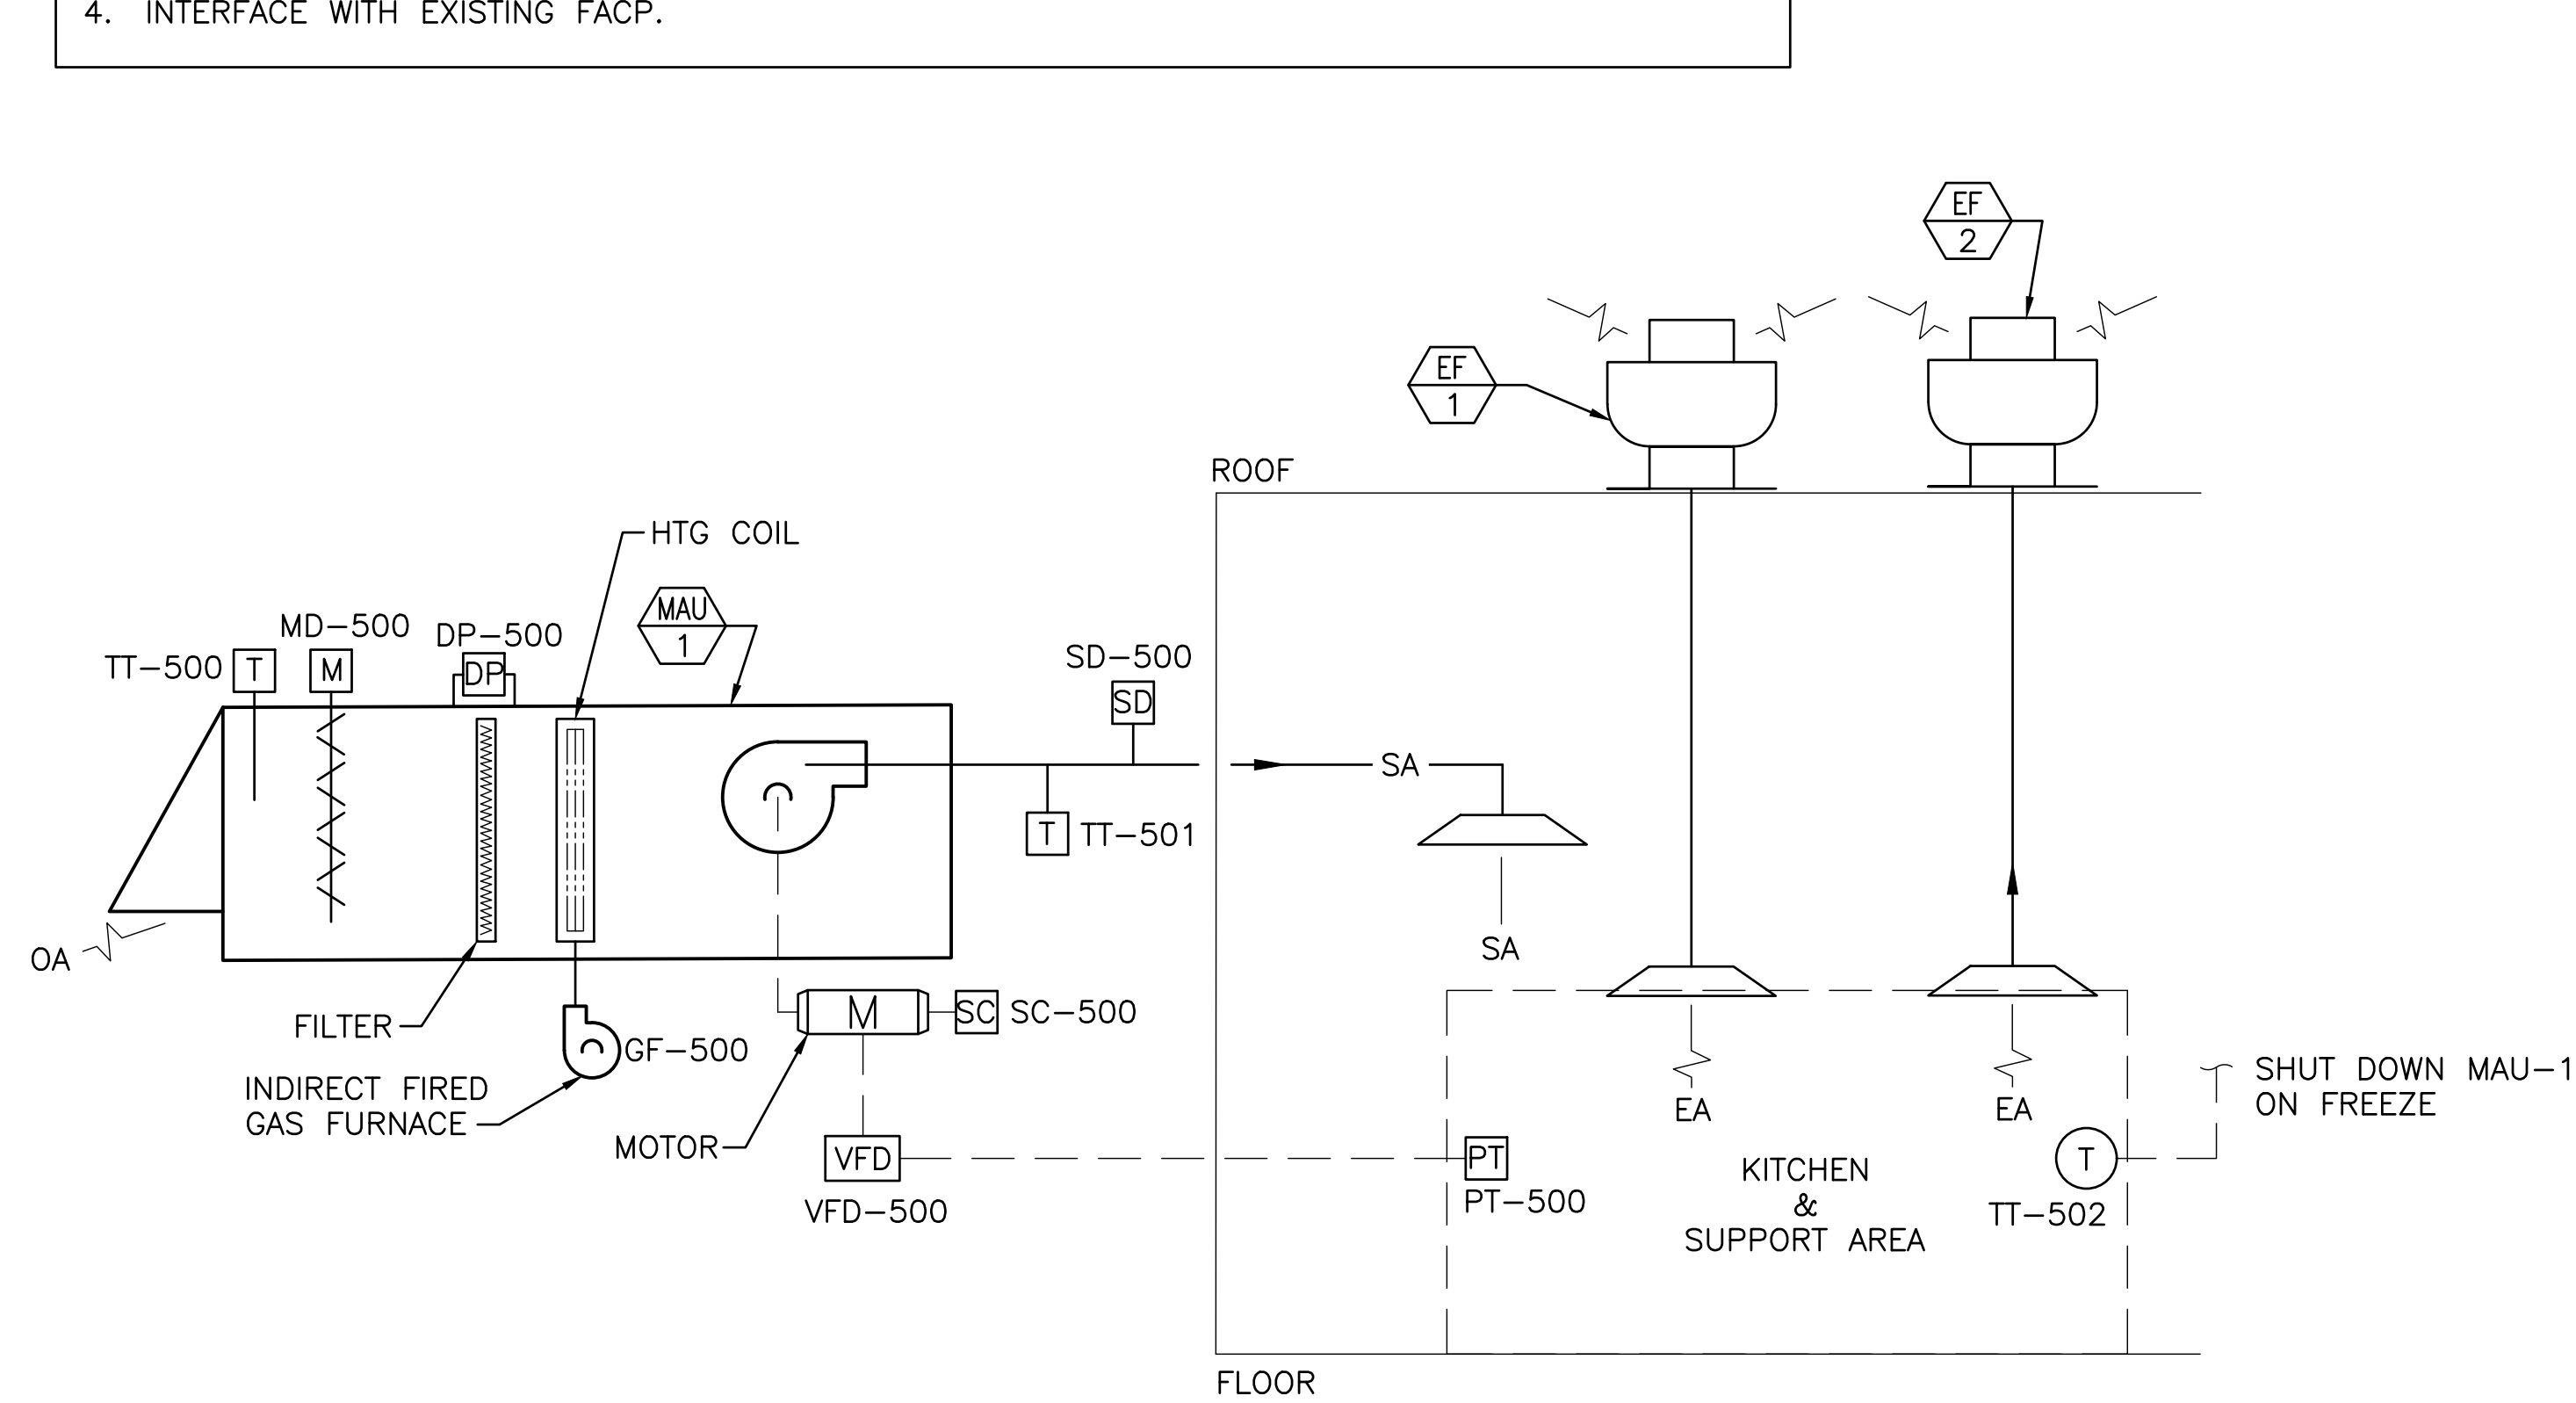 4. INTERFACE WITH EXISTING FACP.
EF
2
EF
1
ROOF
HTG COIL
MAU
1
MD-500
DP-500
TT-500
T
M
DP
SD-500
SD
SA
T
TT-501
SA
OA
FILTER
M
SC
SC-500
GF-500
INDIRECT FIRED
GAS FURNACE
MOTOR
VFD
VFD-500
EA
EA
SHUT DOWN MAU-1
ON FREEZE
PT
PT-500
KITCHEN
&
SUPPORT AREA
T
TT-502
FLOOR